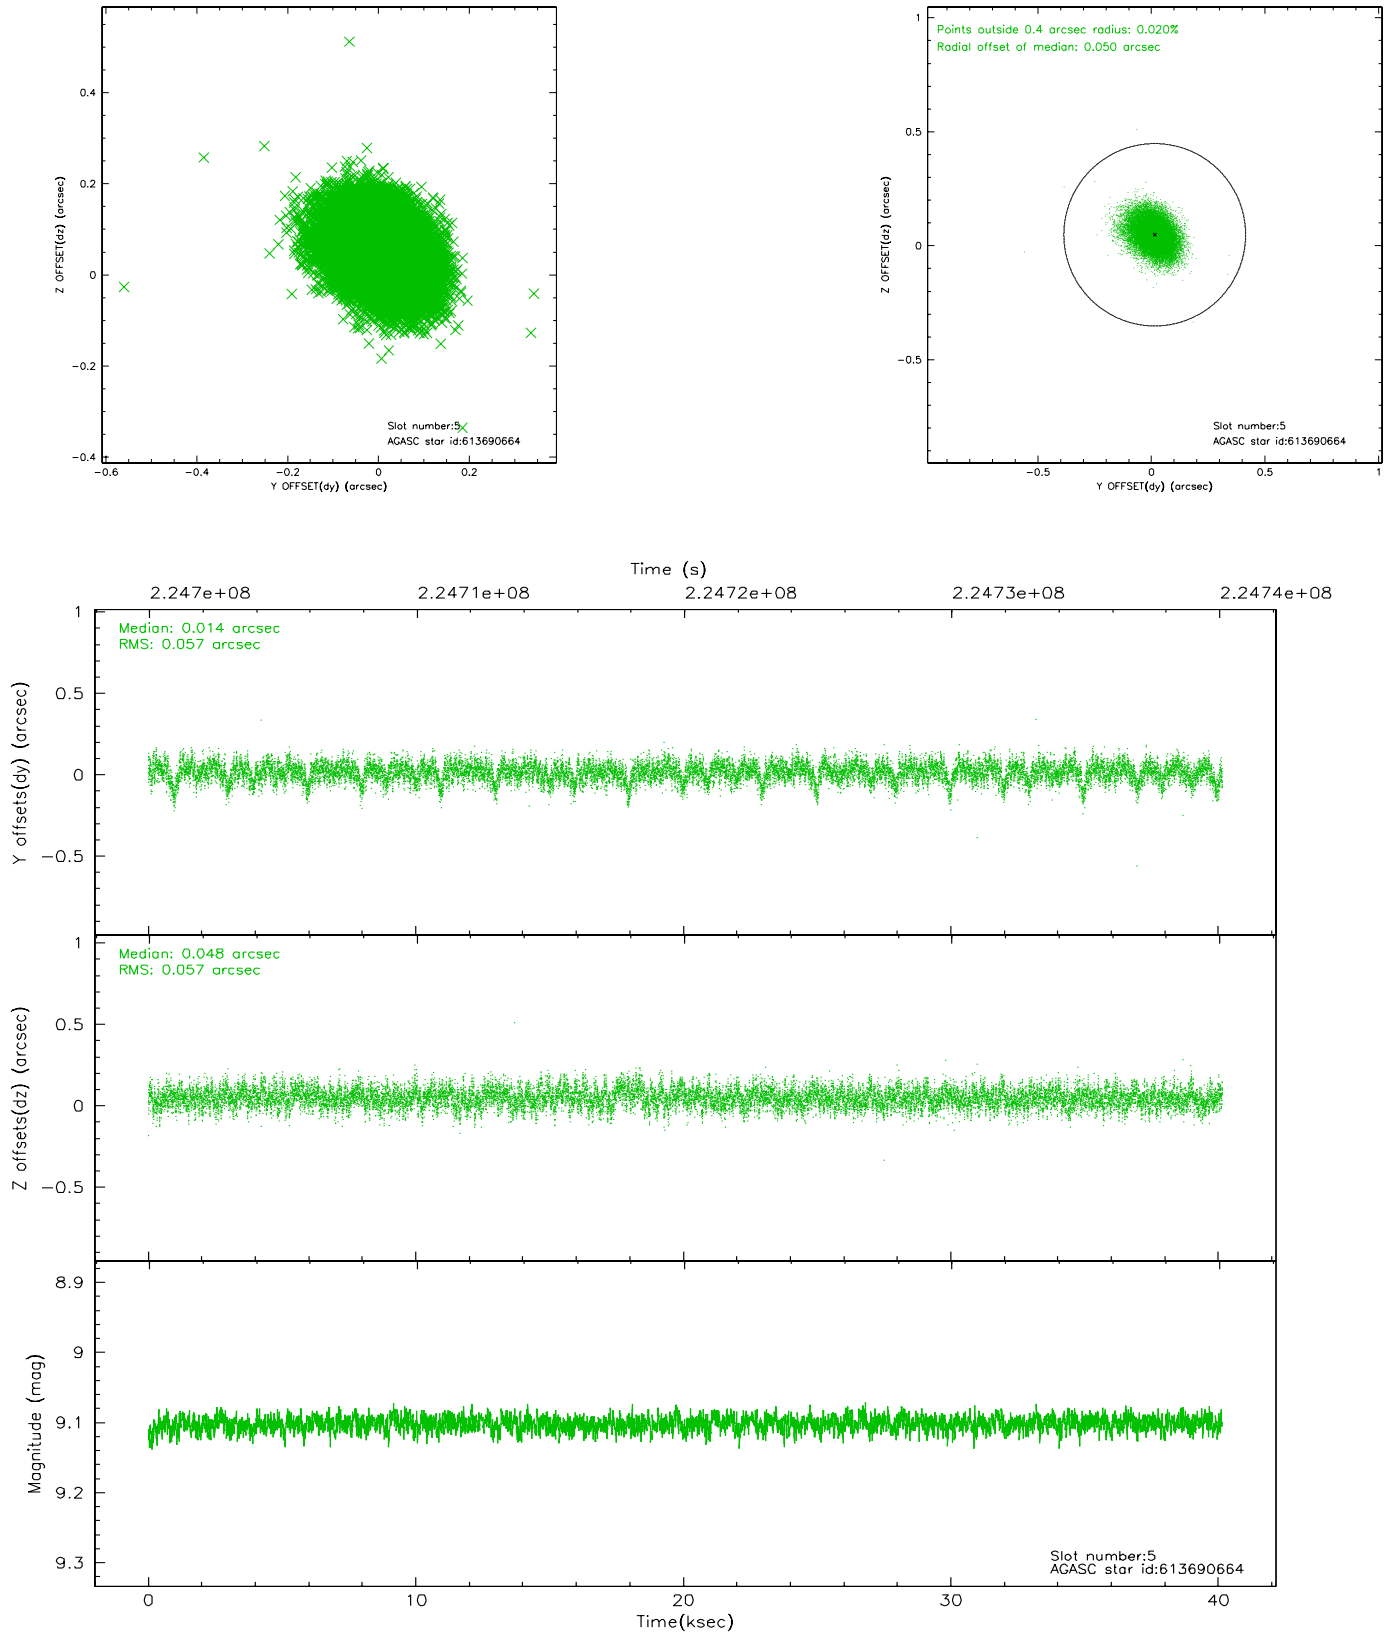 Points outside 0.4 arcsec radius: 0.020%
Radial offset of median: 0.050 arcsec
0.4
0.2
0
-0.2
-0.4
Z OFFSET(dz) (arcsec)
-0.6
-0.4
-0.2
0
0.2
Y OFFSET(dy) (arcsec)
Slot number:5
AGASC star id:613690664
1
0.5
0
-0.5
Z OFFSET(dz) (arcsec)
-0.5
0
0.5
1
Y OFFSET(dy) (arcsec)
Slot number:5
AGASC star id:613690664
Time (s)
2.247e+08
2.2471e+08
2.2472e+08
2.2473e+08
2.2474e+08
Median: 0.014 arcsec
RMS: 0.057 arcsec
1
0.5
0
-0.5
Y offsets(dy) (arcsec)
Median: 0.048 arcsec
RMS: 0.057 arcsec
1
0.5
0
-0.5
Z offsets(dz) (arcsec)
8.9
9
9.1
9.2
9.3
Magnitude (mag)
Slot number:5
AGASC star id:613690664
0
10
20
30
40
Time(ksec)